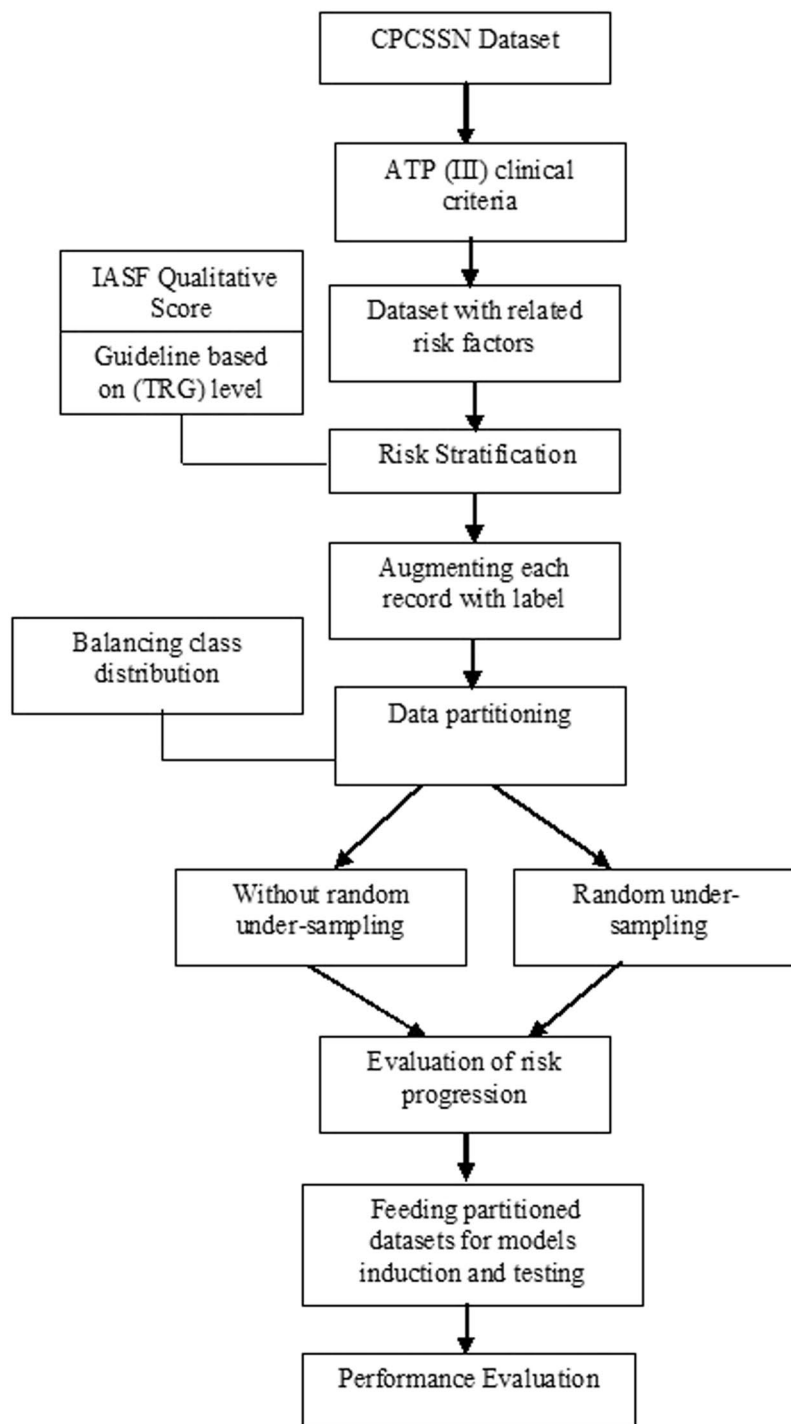 CPCSSN Dataset
ATP (III) clinical
criteria
IASF Qualitative
Score
Guideline based
on (TRG) level
Dataset with related
risk factors
Risk Stratification
Augmenting each
record with label
Balancing class
distribution
Data partitioning
Without random
under-sampling
Random under-
sampling
Evaluation of risk
progression
Feeding partitioned
datasets for models
induction and testing
Performance Evaluation